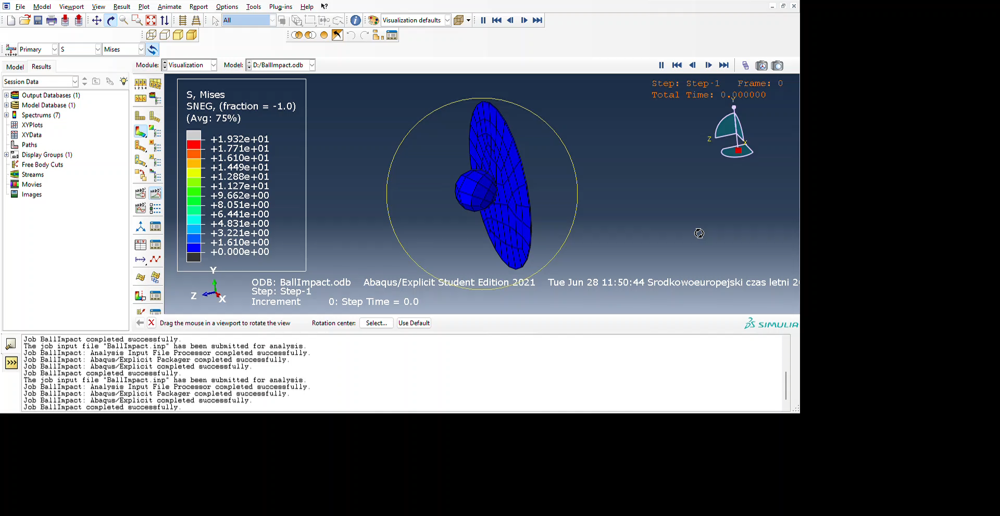 File Model Viewport View Result Plot Animate Report Options Tools Plug-ins Help
All Visualization defaults
Primary S Mises
Model Results Module: Visualization Model: D:/BallImpact.odb
Session Data
Output Databases (1)
Model Database (1)
Spectrums (7)
XYPlots
XYData
Paths
Display Groups (1)
Free Body Cuts
Streams
Movies
Images
S, Mises
SNEG, (fraction = -1.0)
(Avg: 75%)
+1.932e+01
+1.771e+01
+1.610e+01
+1.449e+01
+1.288e+01
+1.127e+01
+9.662e+00
+8.051e+00
+6.441e+00
+4.831e+00
+3.221e+00
+1.610e+00
+0.000e+00
Step: Step-1 Frame: 0
Total Time: 0.000000
Y
Z
X
Y
Z
X
ODB: BallImpact.odb Abaqus/Explicit Student Edition 2021 Tue Jun 28 11:50:44 Srodkowoeuropejski czas letni
Step: Step-1
Increment 0: Step Time = 0.0
Drag the mouse in a viewport to rotate the view Rotation center: Select... Use Default
SIMULIA
Job BallImpact completed successfully.
The job input file "BallImpact.inp" has been submitted for analysis.
Job BallImpact: Analysis Input File Processor completed successfully.
Job BallImpact: Abaqus/Explicit Packager completed successfully.
Job BallImpact: Abaqus/Explicit completed successfully.
Job BallImpact completed successfully.
The job input file "BallImpact.inp" has been submitted for analysis.
Job BallImpact: Analysis Input File Processor completed successfully.
Job BallImpact: Abaqus/Explicit Packager completed successfully.
Job BallImpact: Abaqus/Explicit completed successfully.
Job BallImpact completed successfully.